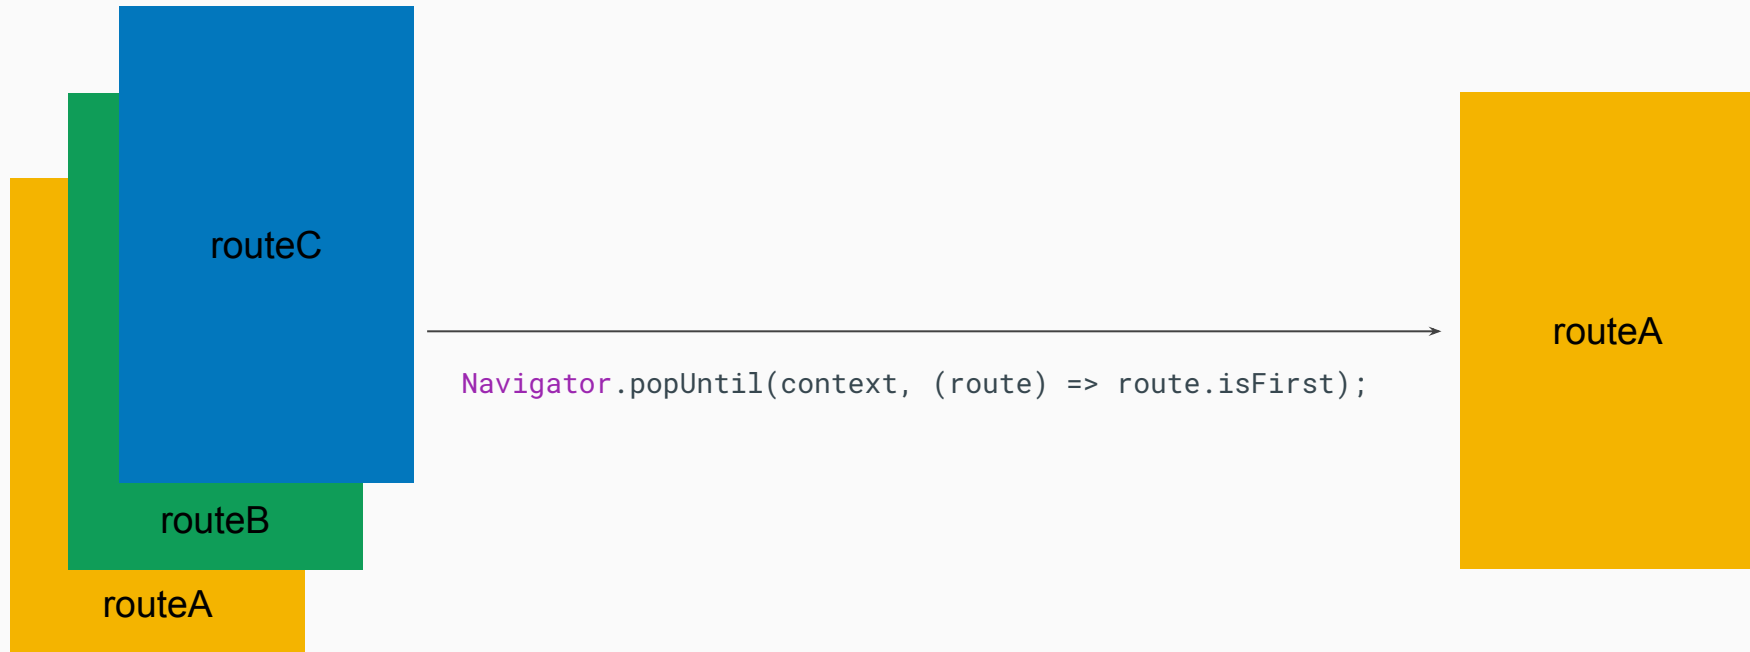 routeC
routeB
routeA
Navigator.popUntil(context, (route) => route.isFirst);
routeA